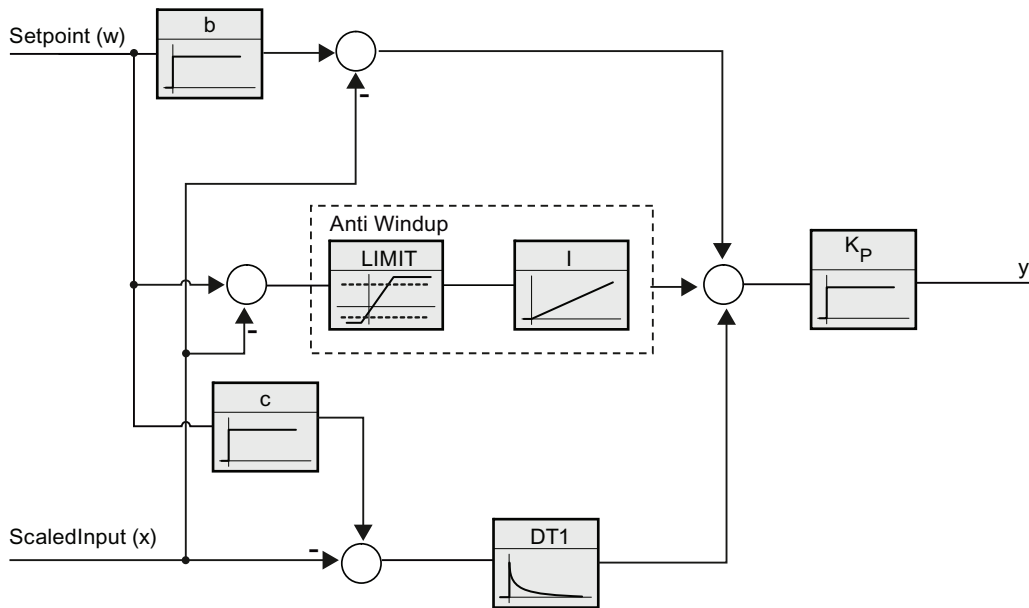 b
Setpoint (w)
-
Anti Windup
LIMIT
I
K_P
y
-
c
ScaledInput (x)
-
DT1